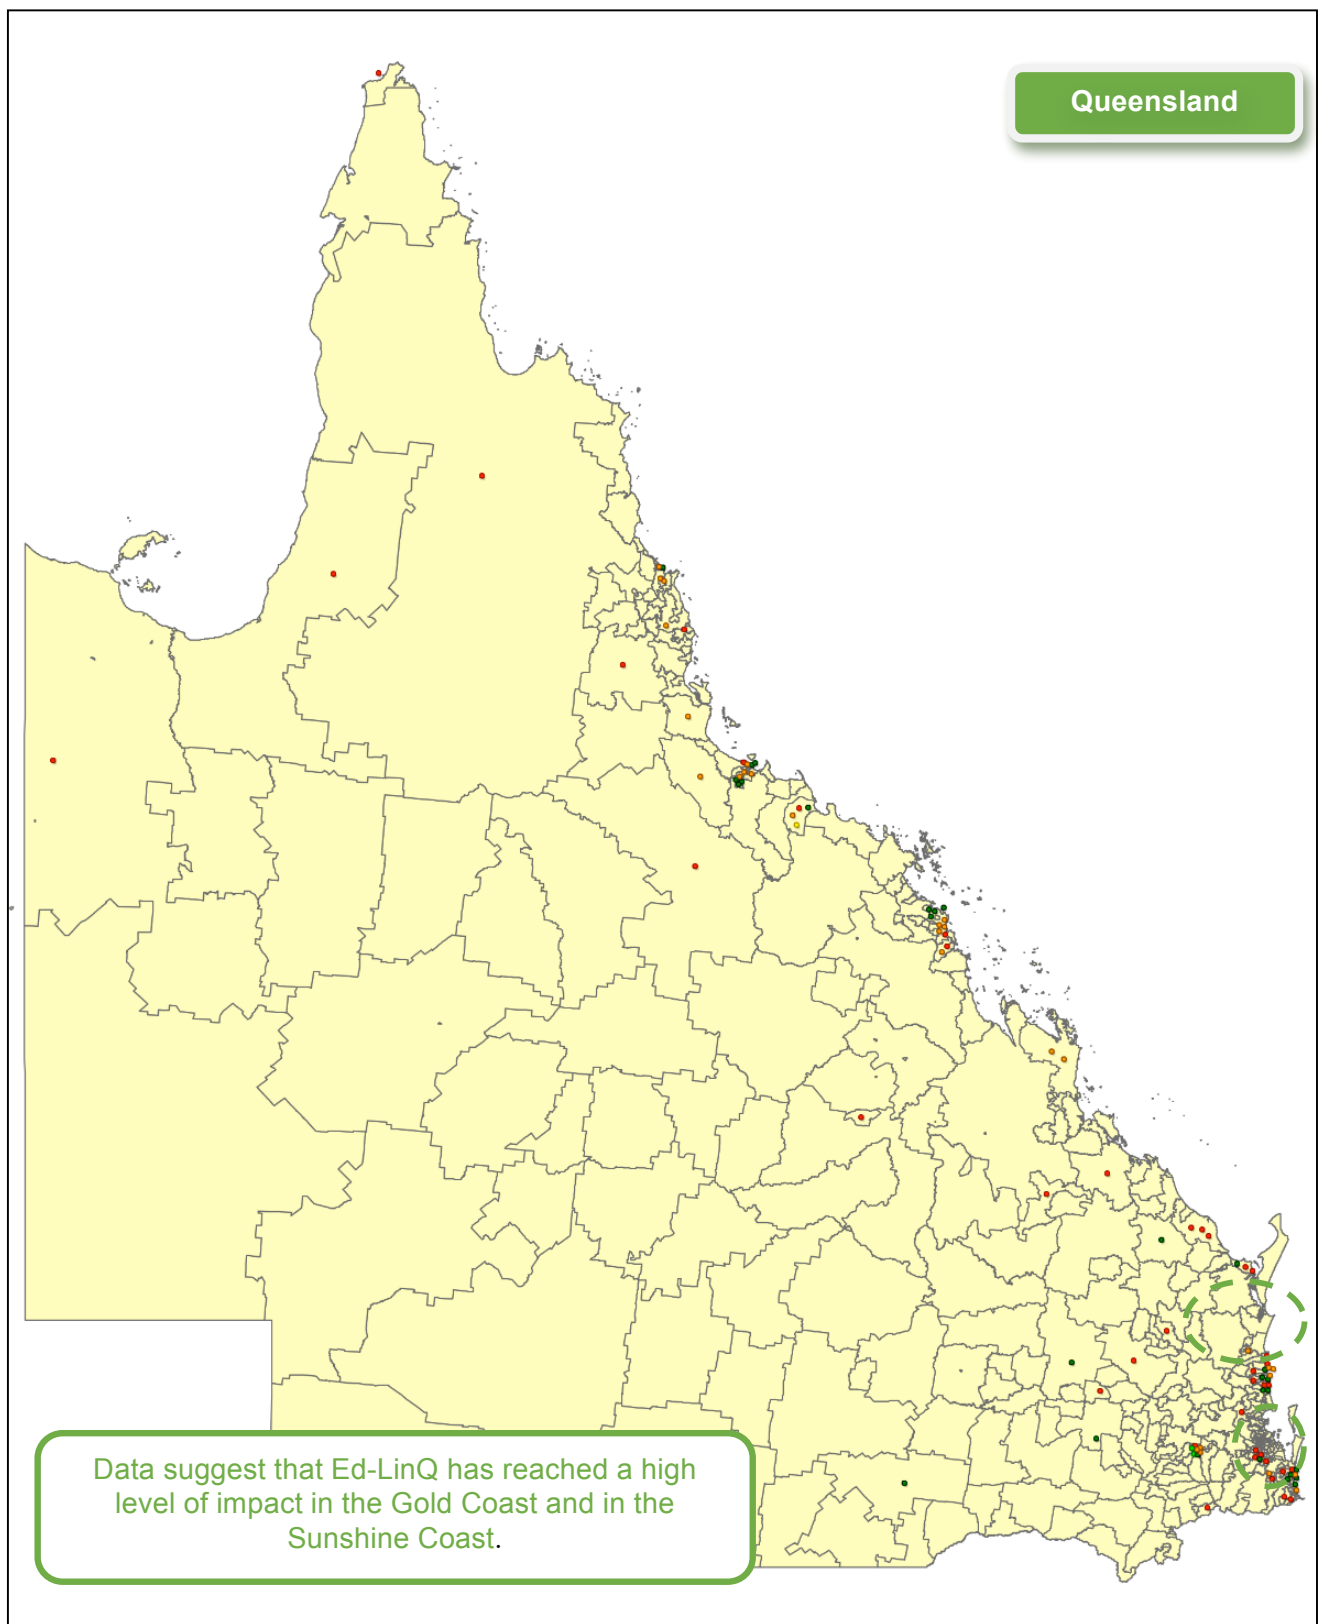 Queensland
Data suggest that Ed-LinQ has reached a high
level of impact in the Gold Coast and in the
Sunshine Coast.